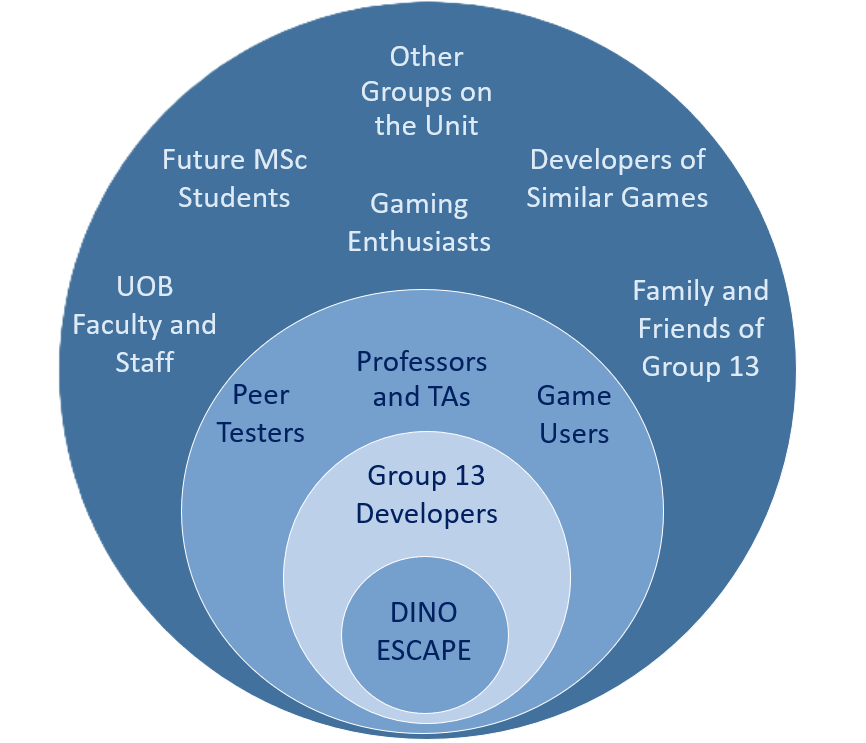 Other
Groups on
the Unit
Future MSc
Students
Developers of
Similar Games
Gaming
Enthusiasts
UOB
Faculty and
Staff
Family and
Friends of
Group 13
Professors
and TAs
Peer
Testers
Game
Users
Group 13
Developers
DINO
ESCAPE